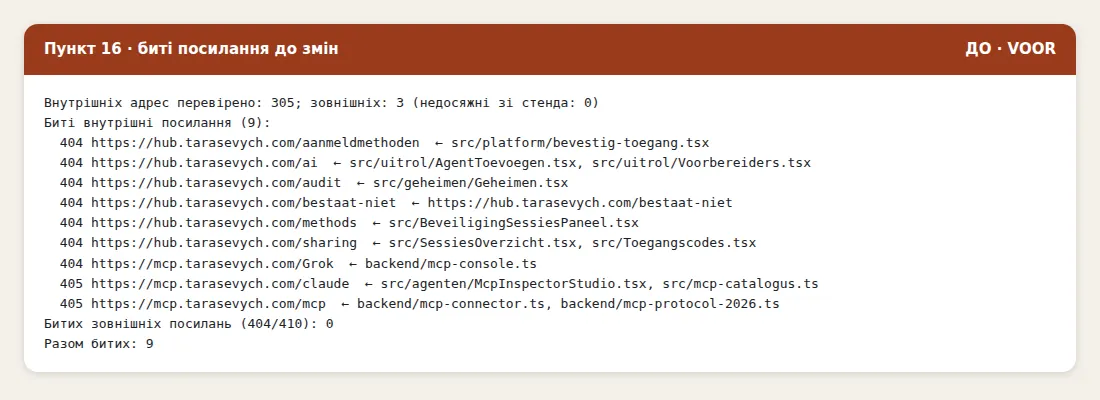 Пункт 16 · биті посилання до змін
ДО · VOOR
Внутрішніх адрес перевірено: 305; зовнішніх: 3 (недосяжні зі стенда: 0)
Биті внутрішні посилання (9):
404 https://hub.tarasevych.com/aanmeldmethoden ← src/platform/bevestig-toegang.tsx
404 https://hub.tarasevych.com/ai ← src/uitrol/AgentToevoegen.tsx, src/uitrol/Voorbereiders.tsx
404 https://hub.tarasevych.com/audit ← src/geheimen/Geheimen.tsx
404 https://hub.tarasevych.com/bestaat-niet ← https://hub.tarasevych.com/bestaat-niet
404 https://hub.tarasevych.com/methods ← src/BeveiligingSessiesPaneel.tsx
404 https://hub.tarasevych.com/sharing ← src/SessiesOverzicht.tsx, src/Toegangscodes.tsx
404 https://mcp.tarasevych.com/Grok ← backend/mcp-console.ts
405 https://mcp.tarasevych.com/claude ← src/agenten/McpInspectorStudio.tsx, src/mcp-catalogus.ts
405 https://mcp.tarasevych.com/mcp ← backend/mcp-connector.ts, backend/mcp-protocol-2026.ts
Битих зовнішніх посилань (404/410): 0
Разом битих: 9